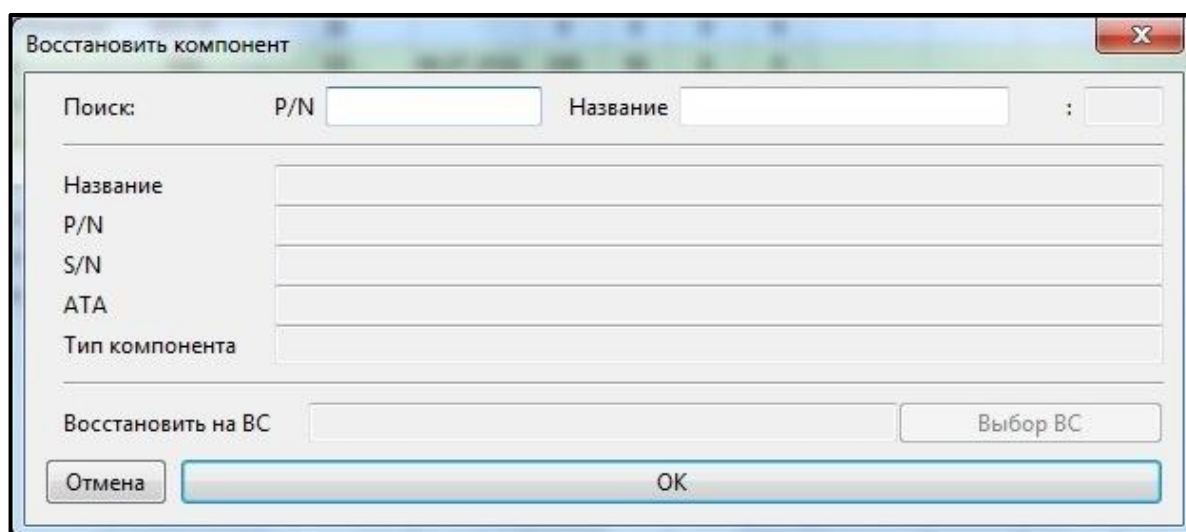 Восстановить компонент
Поиск: P/N Название :
Название
P/N
S/N
ATA
Тип компонента
Восстановить на ВС Выбор ВС
Отмена OK